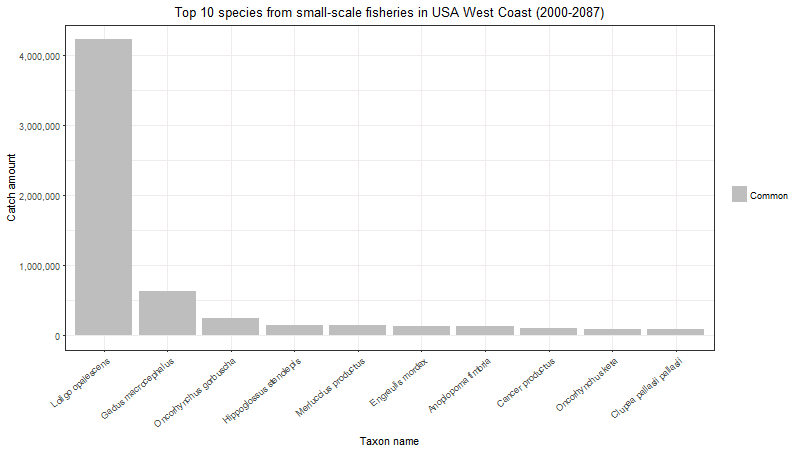 Top 10 species from small-scale fisheries in USA West Coast (2000-2087)
Catch amount
4,000,000
3,000,000
2,000,000
1,000,000
0
Loligo opalescens
Gadus macrocephalus
Oncorhynchus gorbuscha
Hippoglossus stenolepis
Merluccius productus
Engraulis mordax
Anoplopoma fimbria
Cancer productus
Oncorhynchus keta
Clupea pallasii pallasii
Taxon name
Common